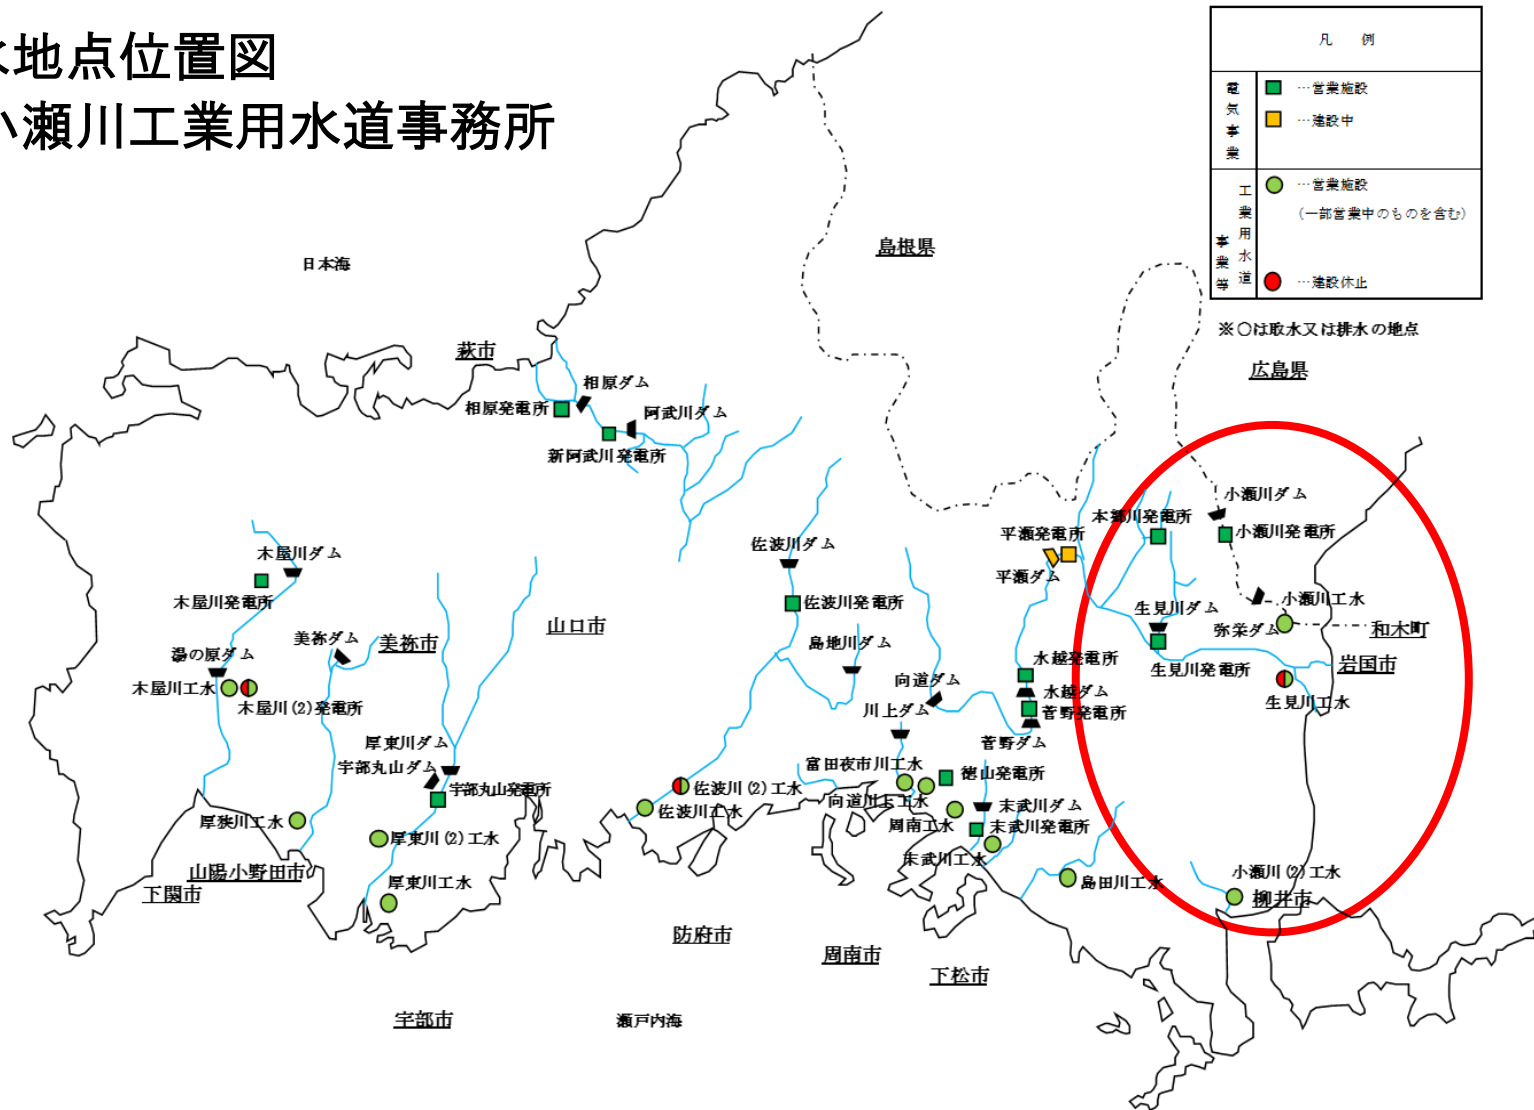 水地点位置図
小瀬川工業用水道事務所
凡 例
電気事業
…営業施設
…建設中
工業用水道
事業等
…営業施設
(一部営業中のものを含む)
…建設休止
※○は取水又は排水の地点
日本海
島根県
広島県
萩市
相原ダム
相原発電所
阿武川ダム
新阿武川発電所
小瀬川ダム
本郷川発電所
小瀬川発電所
平瀬発電所
平瀬ダム
佐波川ダム
木屋川ダム
木屋川発電所
佐波川発電所
生見川ダム
小瀬川工水
弥栄ダム
和木町
山口市
島地川ダム
美祢ダム
美祢市
湯の原ダム
水越発電所
生見川発電所
岩国市
木屋川工水
向道ダム
水越ダム
生見川工水
木屋川(2)発電所
川上ダム
菅野発電所
厚東川ダム
菅野ダム
宇部丸山ダム
富田夜市川工水
徳山発電所
宇部丸山発電所
佐波川(2)工水
向道川上工水
末武川ダム
佐波川工水
周南工水
末武川発電所
厚狭川工水
厚東川(2)工水
末武川工水
山陽小野田市
厚東川工水
島田川工水
小瀬川(2)工水
下関市
柳井市
防府市
周南市
下松市
宇部市
瀬戸内海